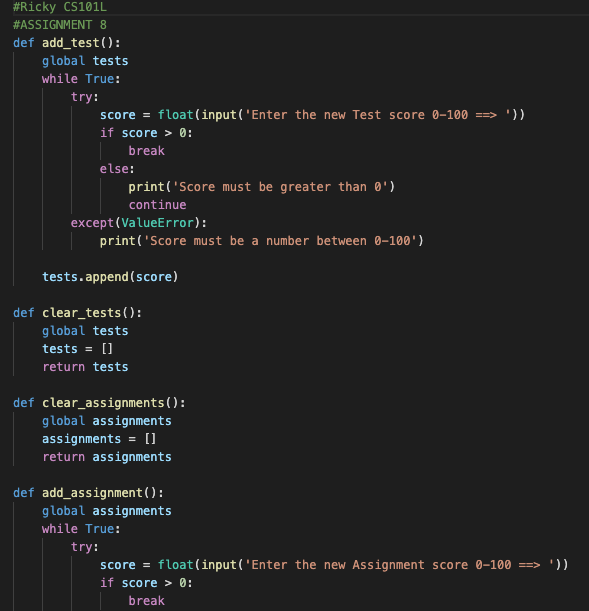 #Ricky CS101L
#ASSIGNMENT 8
def add_test():
    global tests
    while True:
        try:
            score = float(input('Enter the new Test score 0-100 ==> '))
            if score > 0:
                break
            else:
                print('Score must be greater than 0')
                continue
        except(ValueError):
            print('Score must be a number between 0-100')

    tests.append(score)

def clear_tests():
    global tests
    tests = []
    return tests

def clear_assignments():
    global assignments
    assignments = []
    return assignments

def add_assignment():
    global assignments
    while True:
        try:
            score = float(input('Enter the new Assignment score 0-100 ==> '))
            if score > 0:
                break